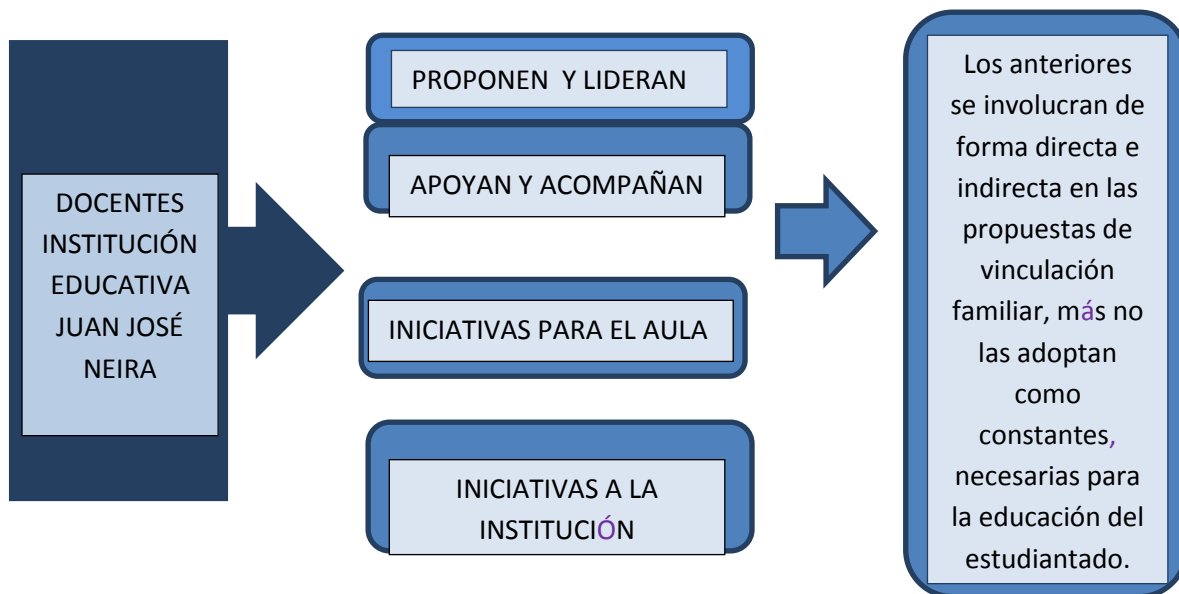 DOCENTES
INSTITUCIÓN
EDUCATIVA
JUAN JOSÉ
NEIRA
PROPONEN Y LIDERAN
APOYAN Y ACOMPAÑAN
INICIATIVAS PARA EL AULA
INICIATIVAS A LA
INSTITUCIÓN
Los anteriores
se involucran de
forma directa e
indirecta en las
propuestas de
vinculación
familiar, más no
las adoptan
como
constantes,
necesarias para
la educación del
estudiantado.